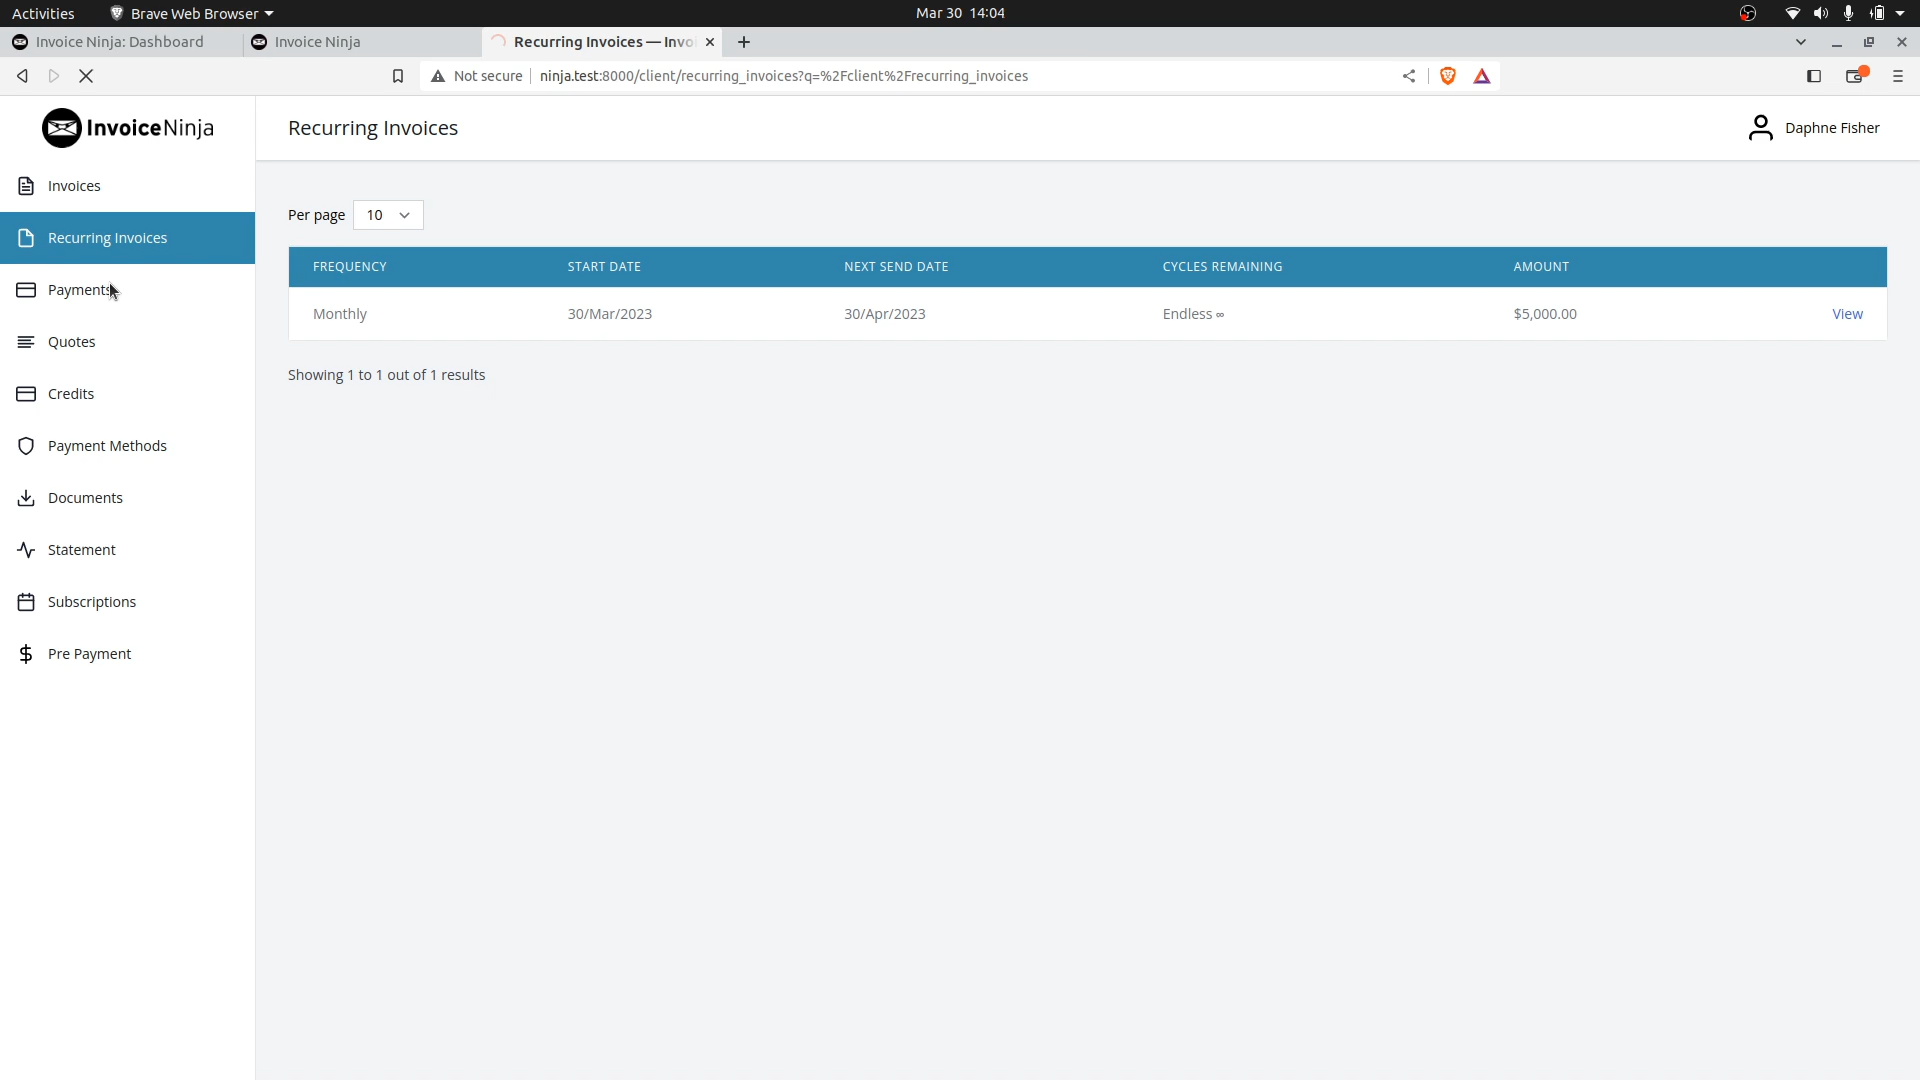 Activities
Brave Web Browser
Mar 30 14:04
Invoice Ninja: Dashboard
Invoice Ninja
Recurring Invoices — Invo
Not secure
ninja.test:8000/client/recurring_invoices?q=%2Fclient%2Frecurring_invoices
InvoiceNinja
Recurring Invoices
Daphne Fisher
Invoices
Recurring Invoices
Payments
Quotes
Credits
Payment Methods
Documents
Statement
Subscriptions
Pre Payment
Per page 10
FREQUENCY START DATE NEXT SEND DATE CYCLES REMAINING AMOUNT
Monthly 30/Mar/2023 30/Apr/2023 Endless ∞ $5,000.00 View
Showing 1 to 1 out of 1 results